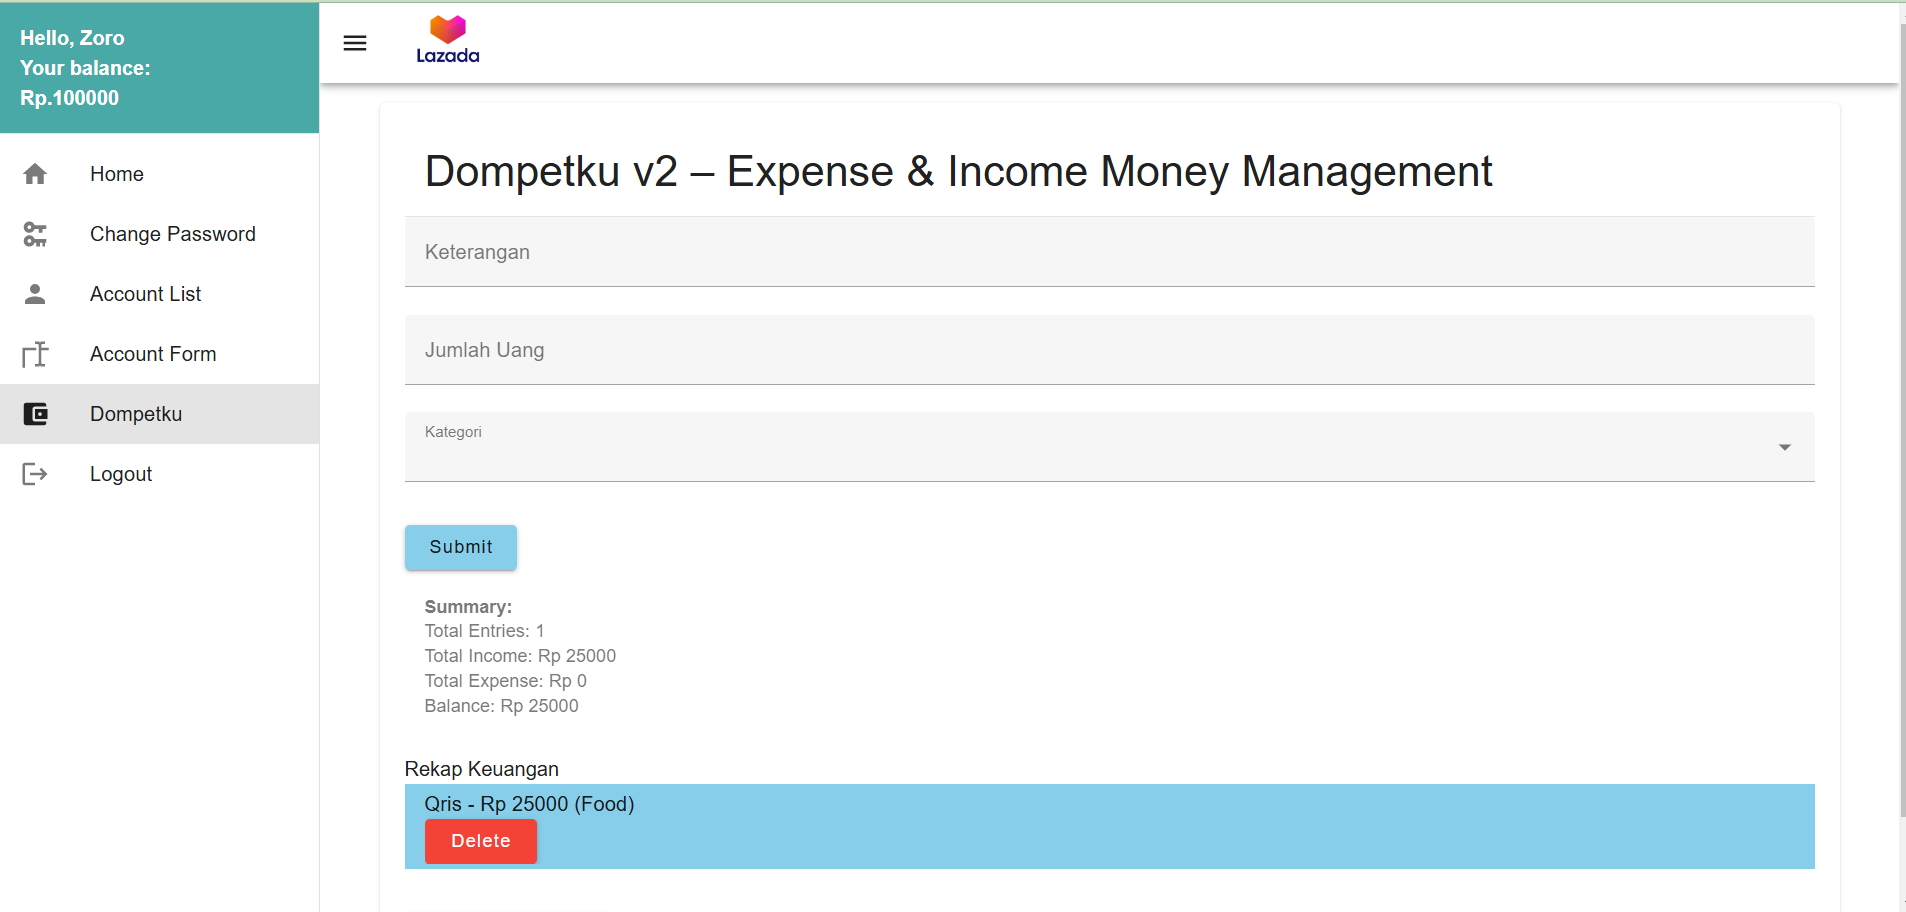 Hello, Zoro
Your balance:
Rp.100000
Home
Change Password
Account List
Account Form
Dompetku
Logout
Lazada
Dompetku v2 – Expense & Income Money Management
Keterangan
Jumlah Uang
Kategori
Submit
Summary:
Total Entries: 1
Total Income: Rp 25000
Total Expense: Rp 0
Balance: Rp 25000
Rekap Keuangan
Qris - Rp 25000 (Food)
Delete